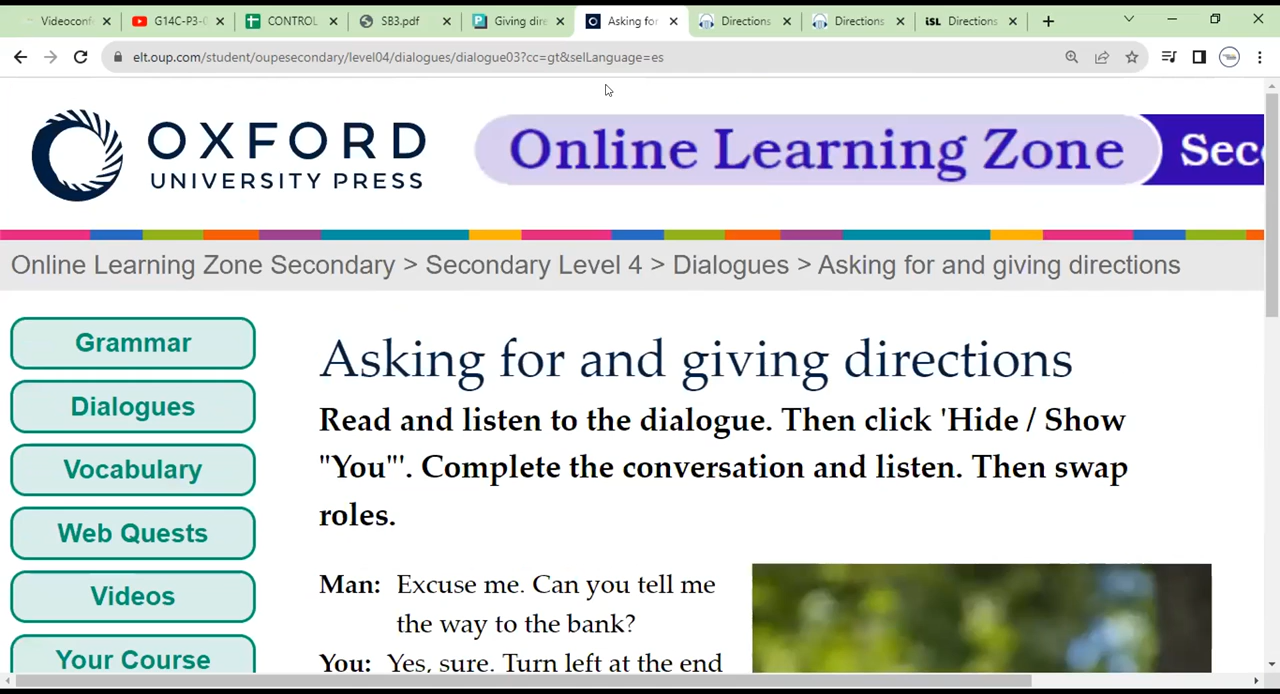 Videoconf
G14C-P3-
CONTROL
SB3.pdf
Giving dire
Asking for
Directions
Directions
iSL Directions
elt.oup.com/student/oupesecondary/level04/dialogues/dialogue03?cc=gt&selLanguage=es
OXFORD
UNIVERSITY PRESS
Online Learning Zone Sec
Online Learning Zone Secondary > Secondary Level 4 > Dialogues > Asking for and giving directions
Grammar
Dialogues
Vocabulary
Web Quests
Videos
Your Course
Asking for and giving directions
Read and listen to the dialogue. Then click 'Hide / Show
"You"'. Complete the conversation and listen. Then swap
roles.
Man: Excuse me. Can you tell me
the way to the bank?
You: Yes, sure. Turn left at the end